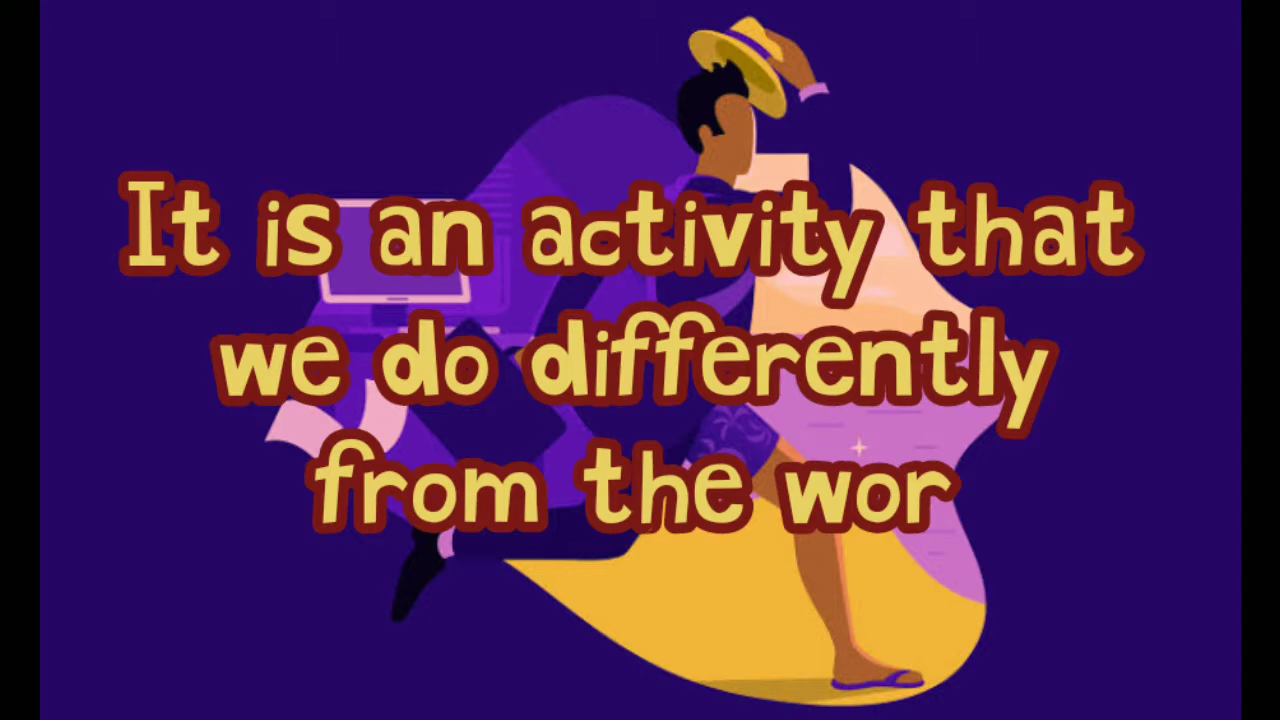 It is an activity that
we do differently
from the wor